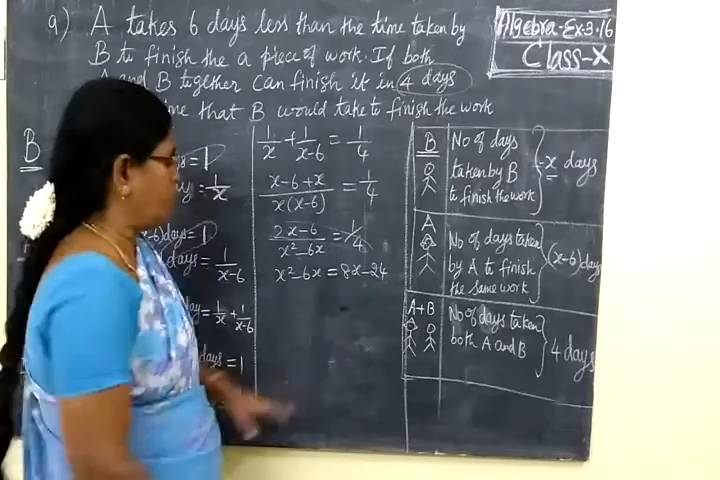 9) A takes 6 days less than the time taken by
B to finish the a piece of work. If both
and B together can finish it in 4 days
time that B would take to finish the work
Algebra-Ex-3.16
Class-X
B
= 1
= 1/x
(x-6) days = 1
days = 1/(x-6)
day = 1/x + 1/(x-6)
days = 1
1/x + 1/(x-6) = 1/4
(x-6+x)/(x(x-6)) = 1/4
(2x-6)/(x²-6x) = 1/4
x²-6x = 8x-24
B
No of days
taken by B
to finish the work
x days
A
No of days taken
by A to finish
the same work
(x-6) days
A+B
No of days taken
both A and B
4 days